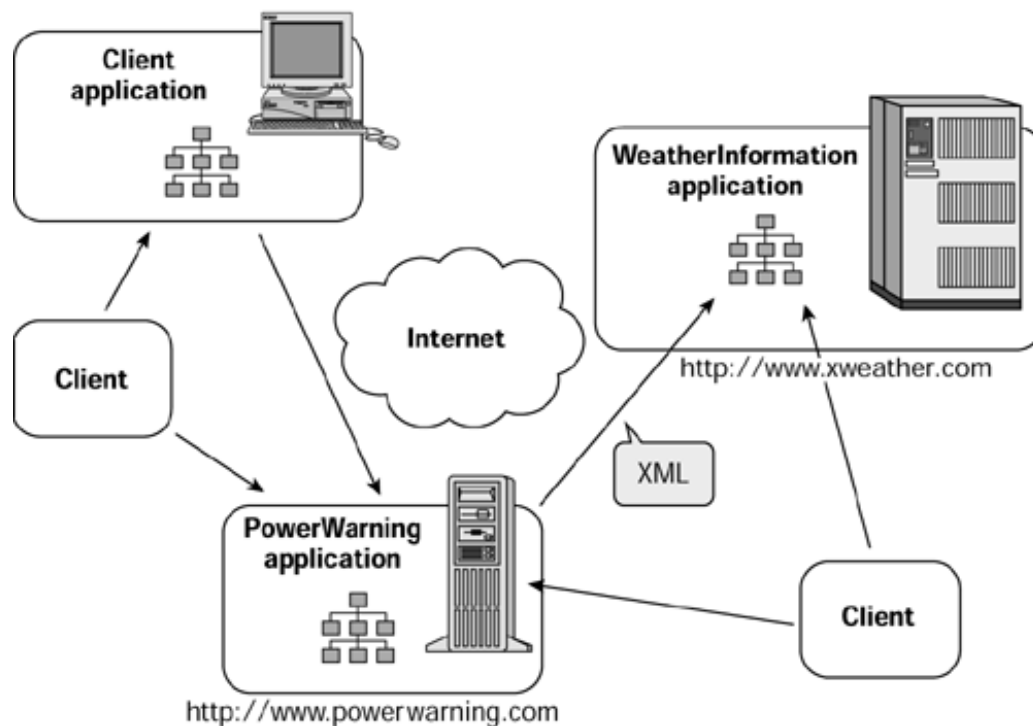 Client
application
WeatherInformation
application
Internet
http://www.xweather.com
Client
XML
PowerWarning
application
Client
http://www.powerwarning.com